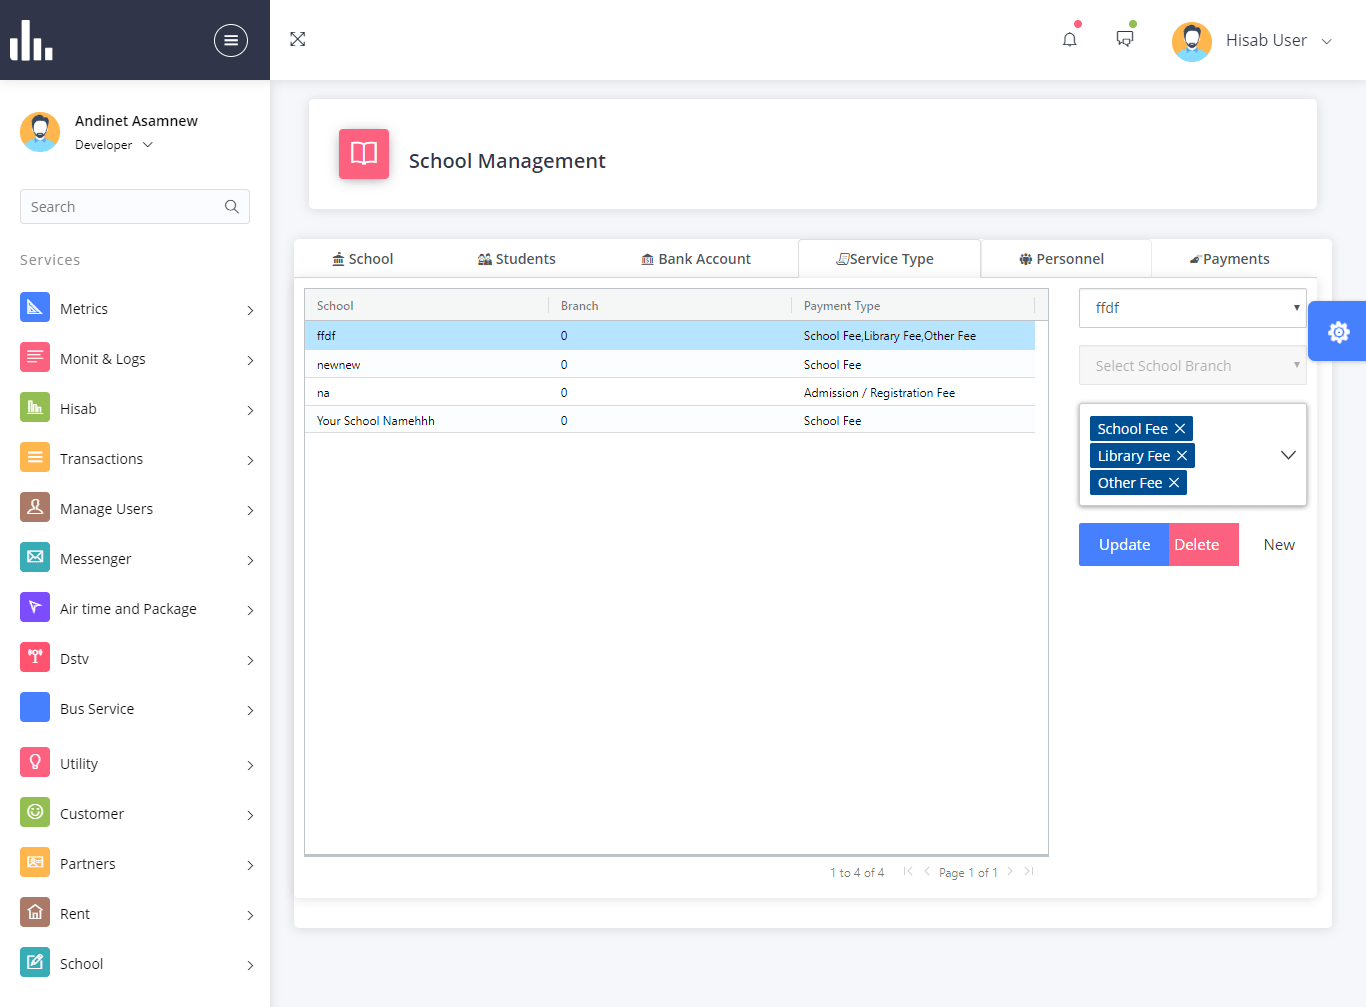 Hisab User
Andinet Asamnew
Developer
Search
Services
Metrics
Monit & Logs
Hisab
Transactions
Manage Users
Messenger
Air time and Package
Dstv
Bus Service
Utility
Customer
Partners
Rent
School
School Management
School
Students
Bank Account
Service Type
Personnel
Payments
School Branch Payment Type
ffdf 0 School Fee,Library Fee,Other Fee
newnew 0 School Fee
na 0 Admission / Registration Fee
Your School Namehhh 0 School Fee
1 to 4 of 4 Page 1 of 1
ffdf
Select School Branch
School Fee
Library Fee
Other Fee
Update Delete New